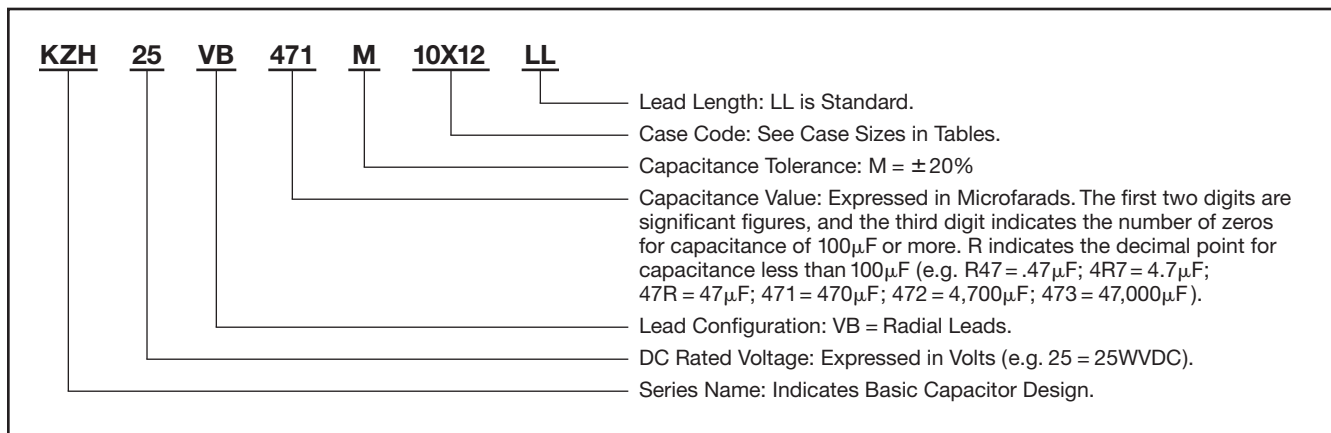 KZH 25 VB 471 M 10X12 LL
Lead Length: LL is Standard.
Case Code: See Case Sizes in Tables.
Capacitance Tolerance: M = ±20%
Capacitance Value: Expressed in Microfarads. The first two digits are
significant figures, and the third digit indicates the number of zeros
for capacitance of 100μF or more. R indicates the decimal point for
capacitance less than 100μF (e.g. R47 = .47μF; 4R7 = 4.7μF;
47R = 47μF; 471 = 470μF; 472 = 4,700μF; 473 = 47,000μF).
Lead Configuration: VB = Radial Leads.
DC Rated Voltage: Expressed in Volts (e.g. 25 = 25WVDC).
Series Name: Indicates Basic Capacitor Design.